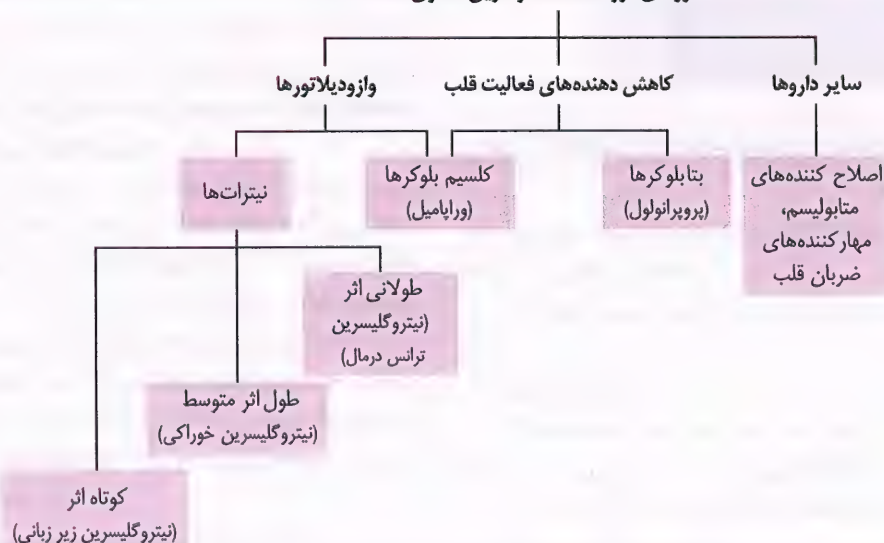 سایر داروها
کاهش دهنده‌های فعالیت قلب
وازودیلاتورها
اصلاح کننده‌های
متابولیسم،
مهارکننده‌های
ضربان قلب
بتابلوکرها
(پروپرانولول)
کلسیم بلوکرها
(وراپامیل)
نیترات‌ها
طولانی اثر
(نیتروگلیسرین
ترانس درمال)
طول اثر متوسط
(نیتروگلیسرین خوراکی)
کوتاه اثر
(نیتروگلیسرین زیر زبانی)